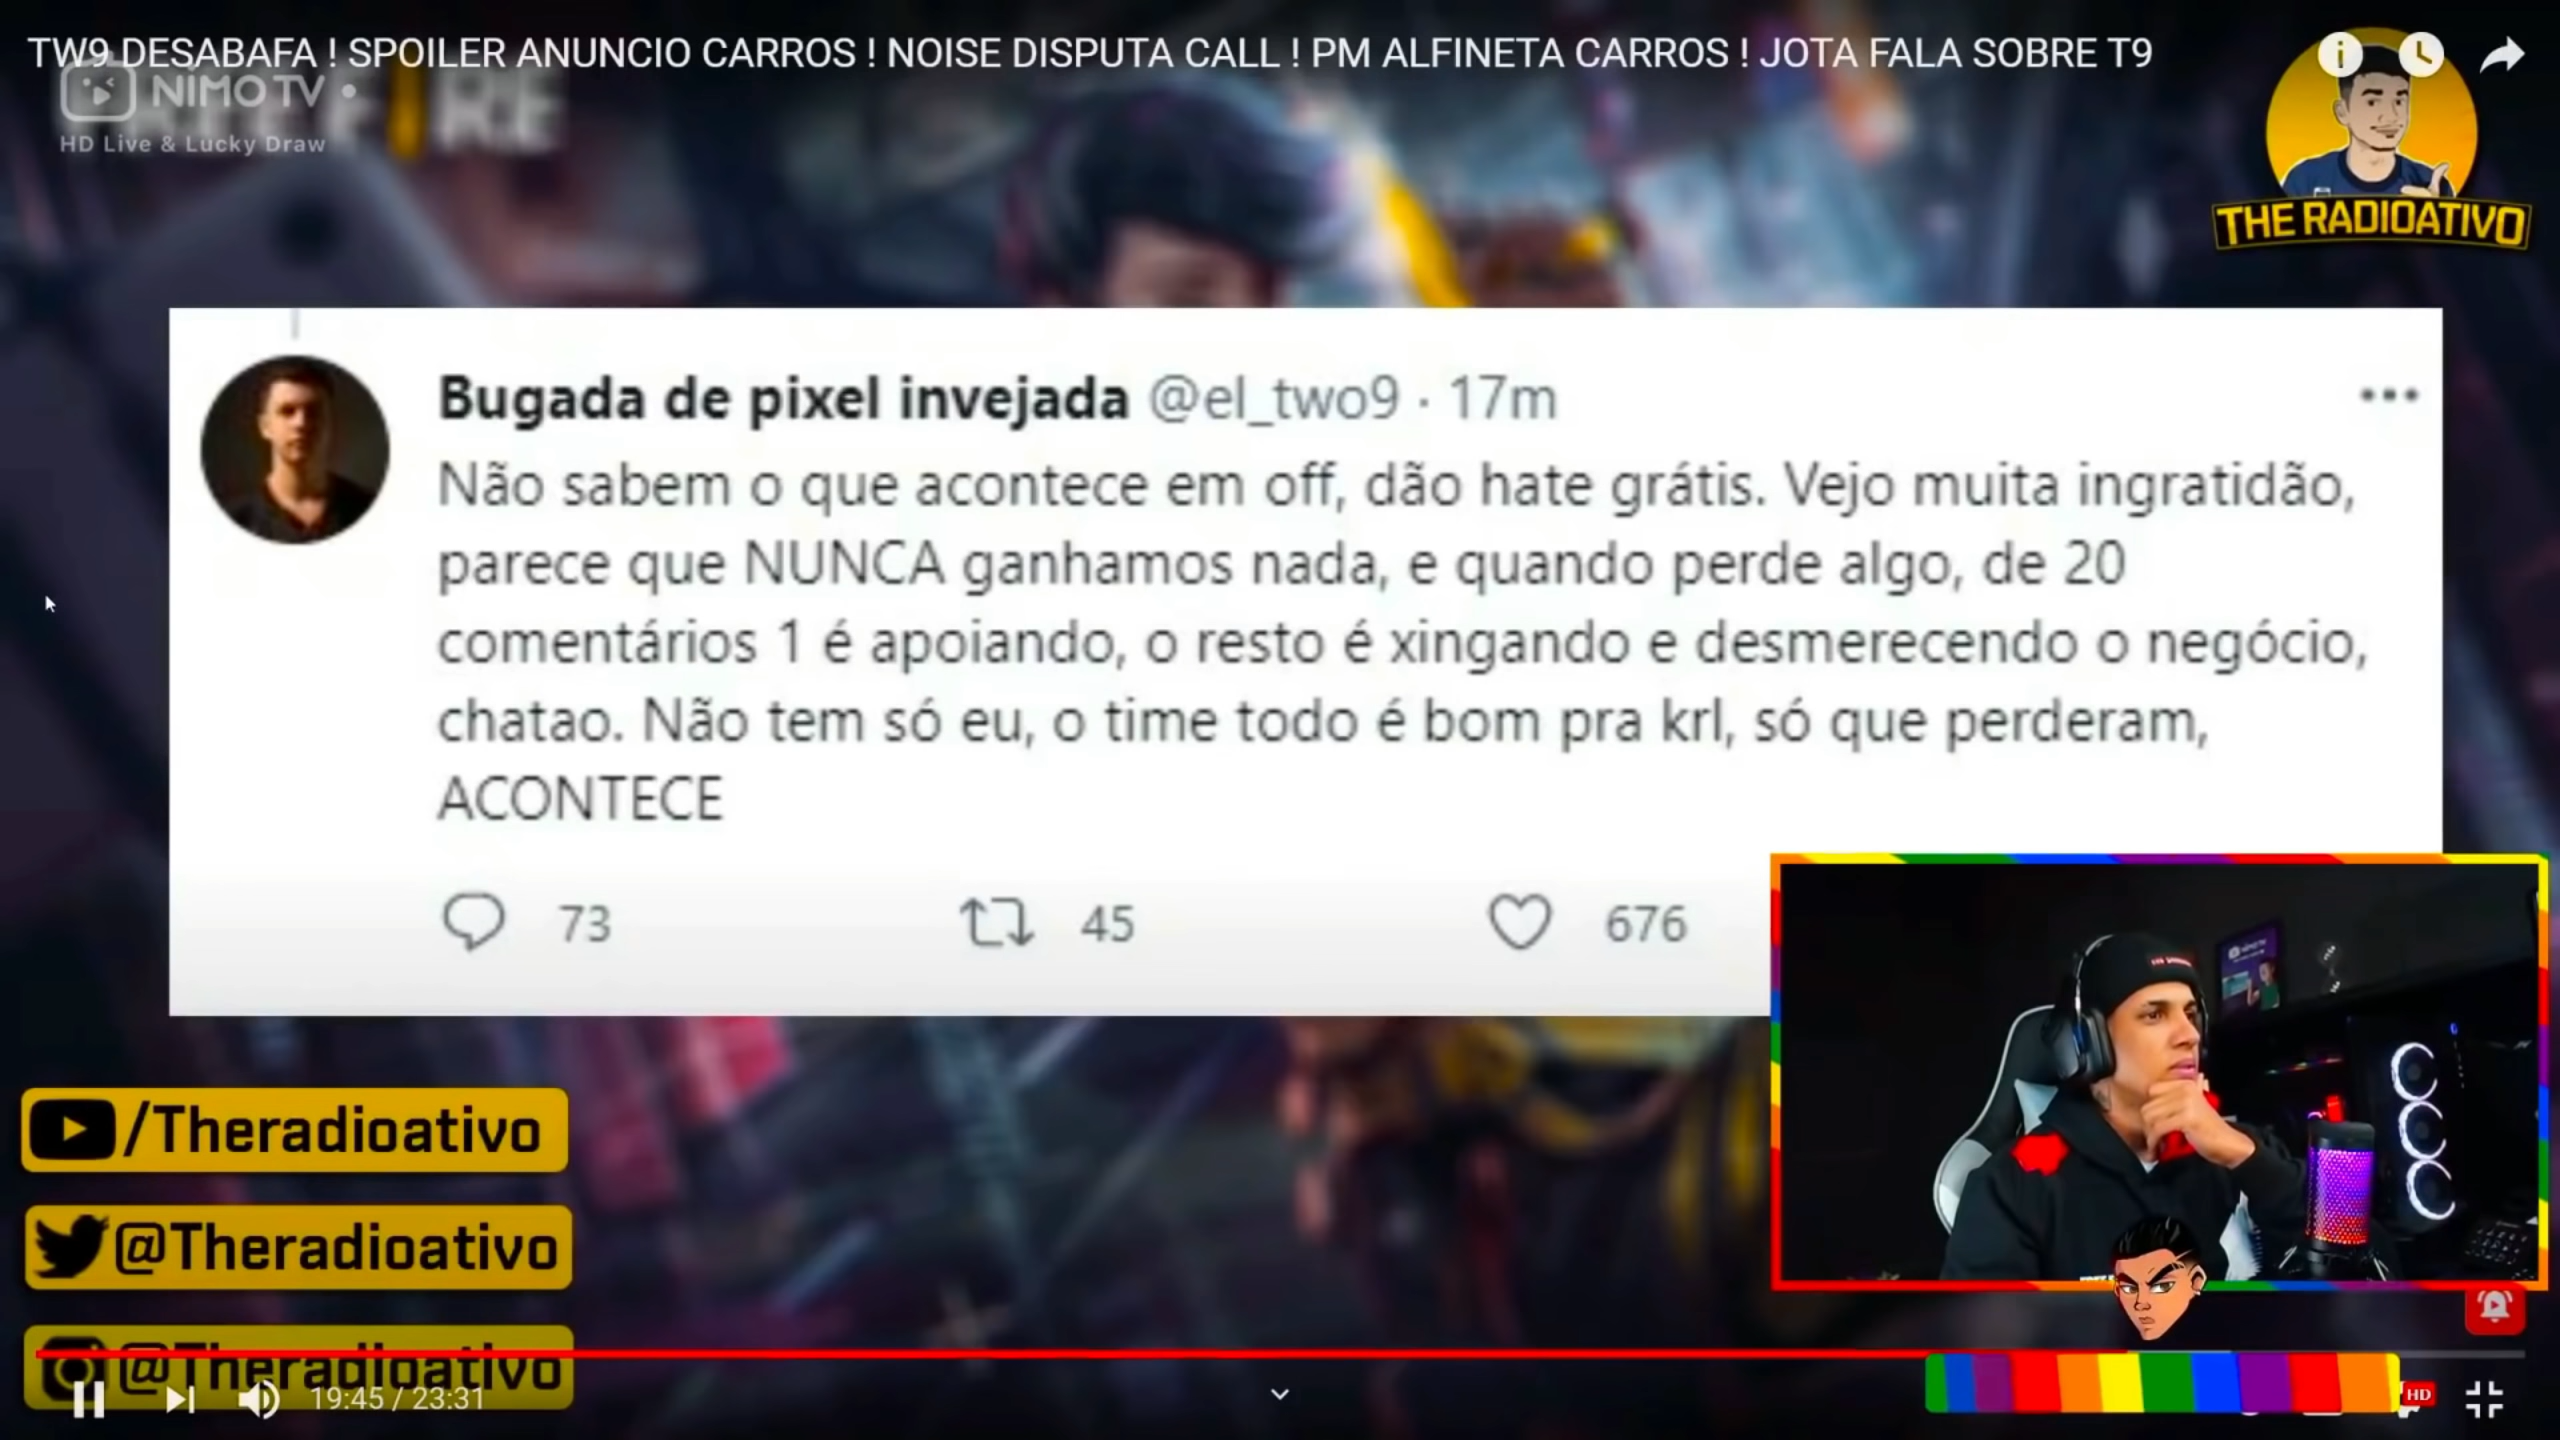 TW9 DESABAFA ! SPOILER ANUNCIO CARROS ! NOISE DISPUTA CALL ! PM ALFINETA CARROS ! JOTA FALA SOBRE T9
NIMO TV
HD Live & Lucky Draw
THE RADIOATIVO
Bugada de pixel invejada @el_two9 · 17m
Não sabem o que acontece em off, dão hate grátis. Vejo muita ingratidão,
parece que NUNCA ganhamos nada, e quando perde algo, de 20
comentários 1 é apoiando, o resto é xingando e desmerecendo o negócio,
chatao. Não tem só eu, o time todo é bom pra krl, só que perderam,
ACONTECE
73 45 676
/Theradioativo
@Theradioativo
@Theradioativo
19:45 / 23:31
HD